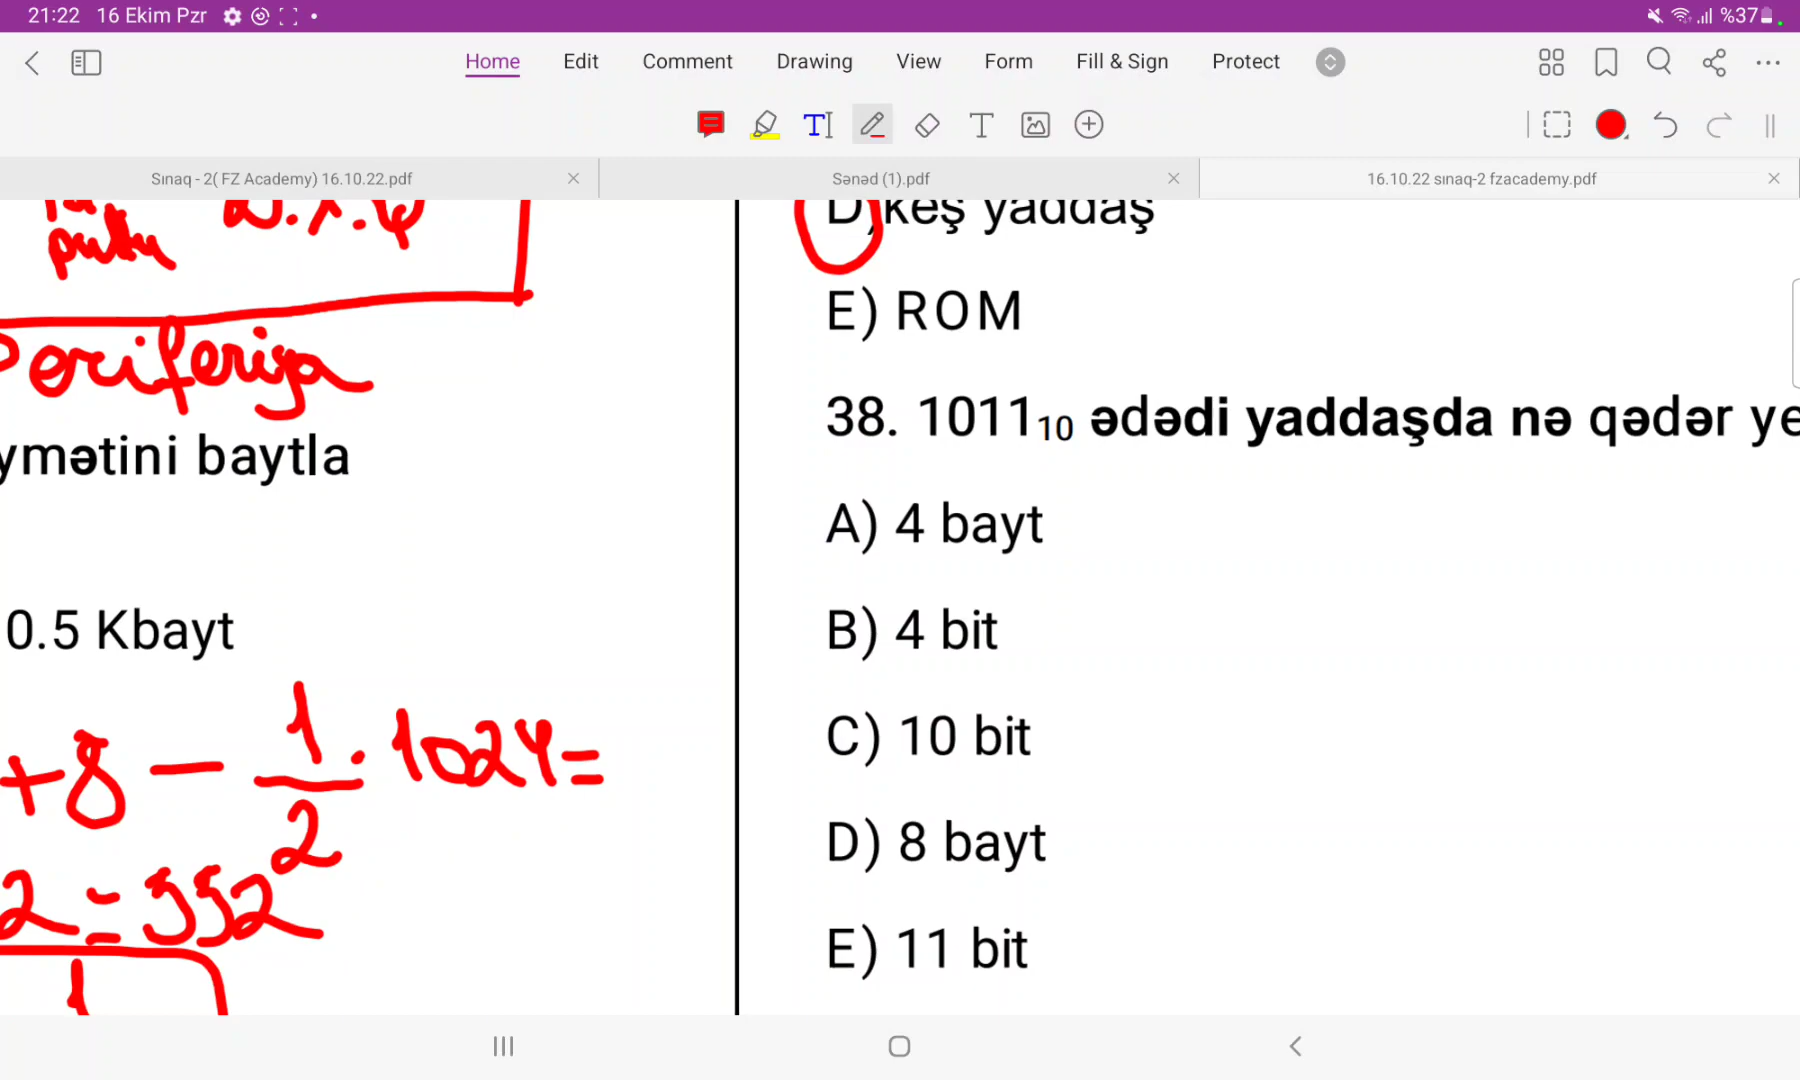 21:22 16 Ekim Pzr %37
Home Edit Comment Drawing View Form Fill & Sign Protect
Sınaq - 2( FZ Academy) 16.10.22.pdf
Sənəd (1).pdf
16.10.22 sınaq-2 fzacademy.pdf
Periferiya
ymətini baytla
0.5 Kbayt
+8 - 1/2 · 1024 =
2 = 352
1
D) keş yaddaş
E) ROM
38. 1011₁₀ ədədi yaddaşda nə qədər ye
A) 4 bayt
B) 4 bit
C) 10 bit
D) 8 bayt
E) 11 bit